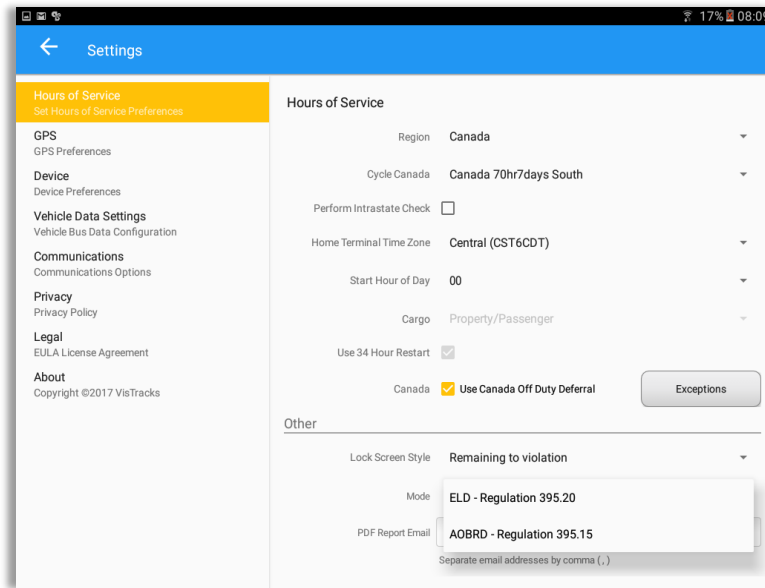 17% 08:09
Settings
Hours of Service
Set Hours of Service Preferences
GPS
GPS Preferences
Device
Device Preferences
Vehicle Data Settings
Vehicle Bus Data Configuration
Communications
Communications Options
Privacy
Privacy Policy
Legal
EULA License Agreement
About
Copyright ©2017 VisTracks
Hours of Service
Region Canada
Cycle Canada Canada 70hr7days South
Perform Intrastate Check
Home Terminal Time Zone Central (CST6CDT)
Start Hour of Day 00
Cargo Property/Passenger
Use 34 Hour Restart
Canada Use Canada Off Duty Deferral Exceptions
Other
Lock Screen Style Remaining to violation
Mode ELD - Regulation 395.20
PDF Report Email AOBRD - Regulation 395.15
Separate email addresses by comma ( , )